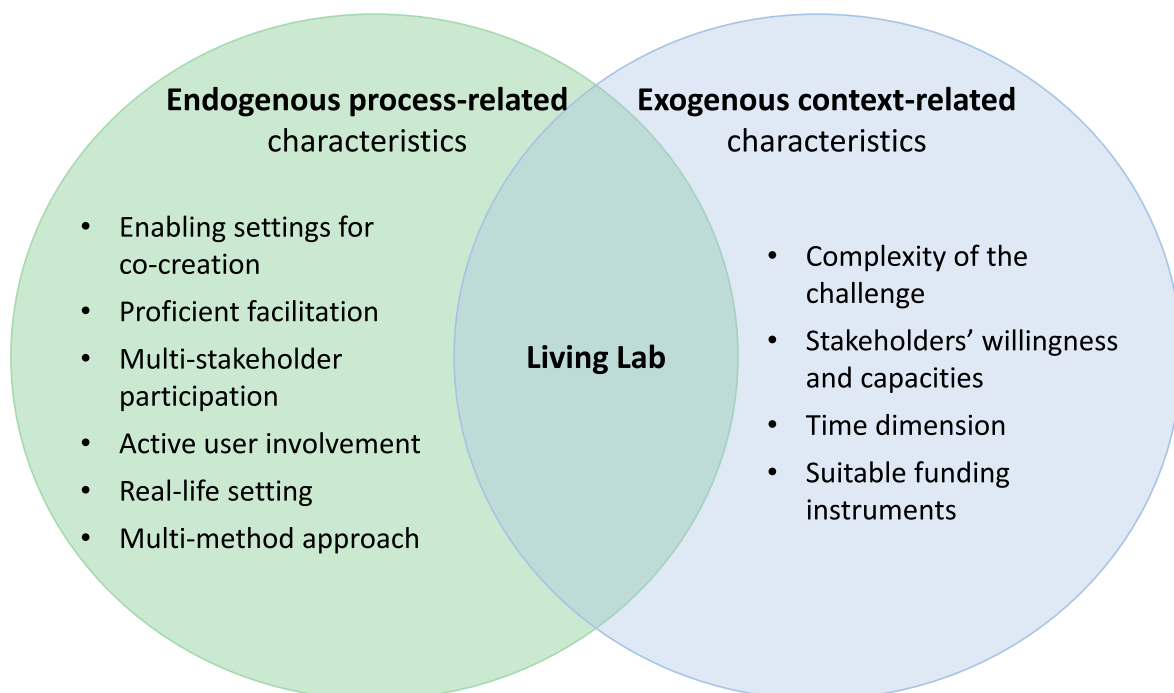 Endogenous process-related
characteristics
• Enabling settings for
co-creation
• Proficient facilitation
• Multi-stakeholder
participation
• Active user involvement
• Real-life setting
• Multi-method approach
Living Lab
Exogenous context-related
characteristics
• Complexity of the
challenge
• Stakeholders’ willingness
and capacities
• Time dimension
• Suitable funding
instruments